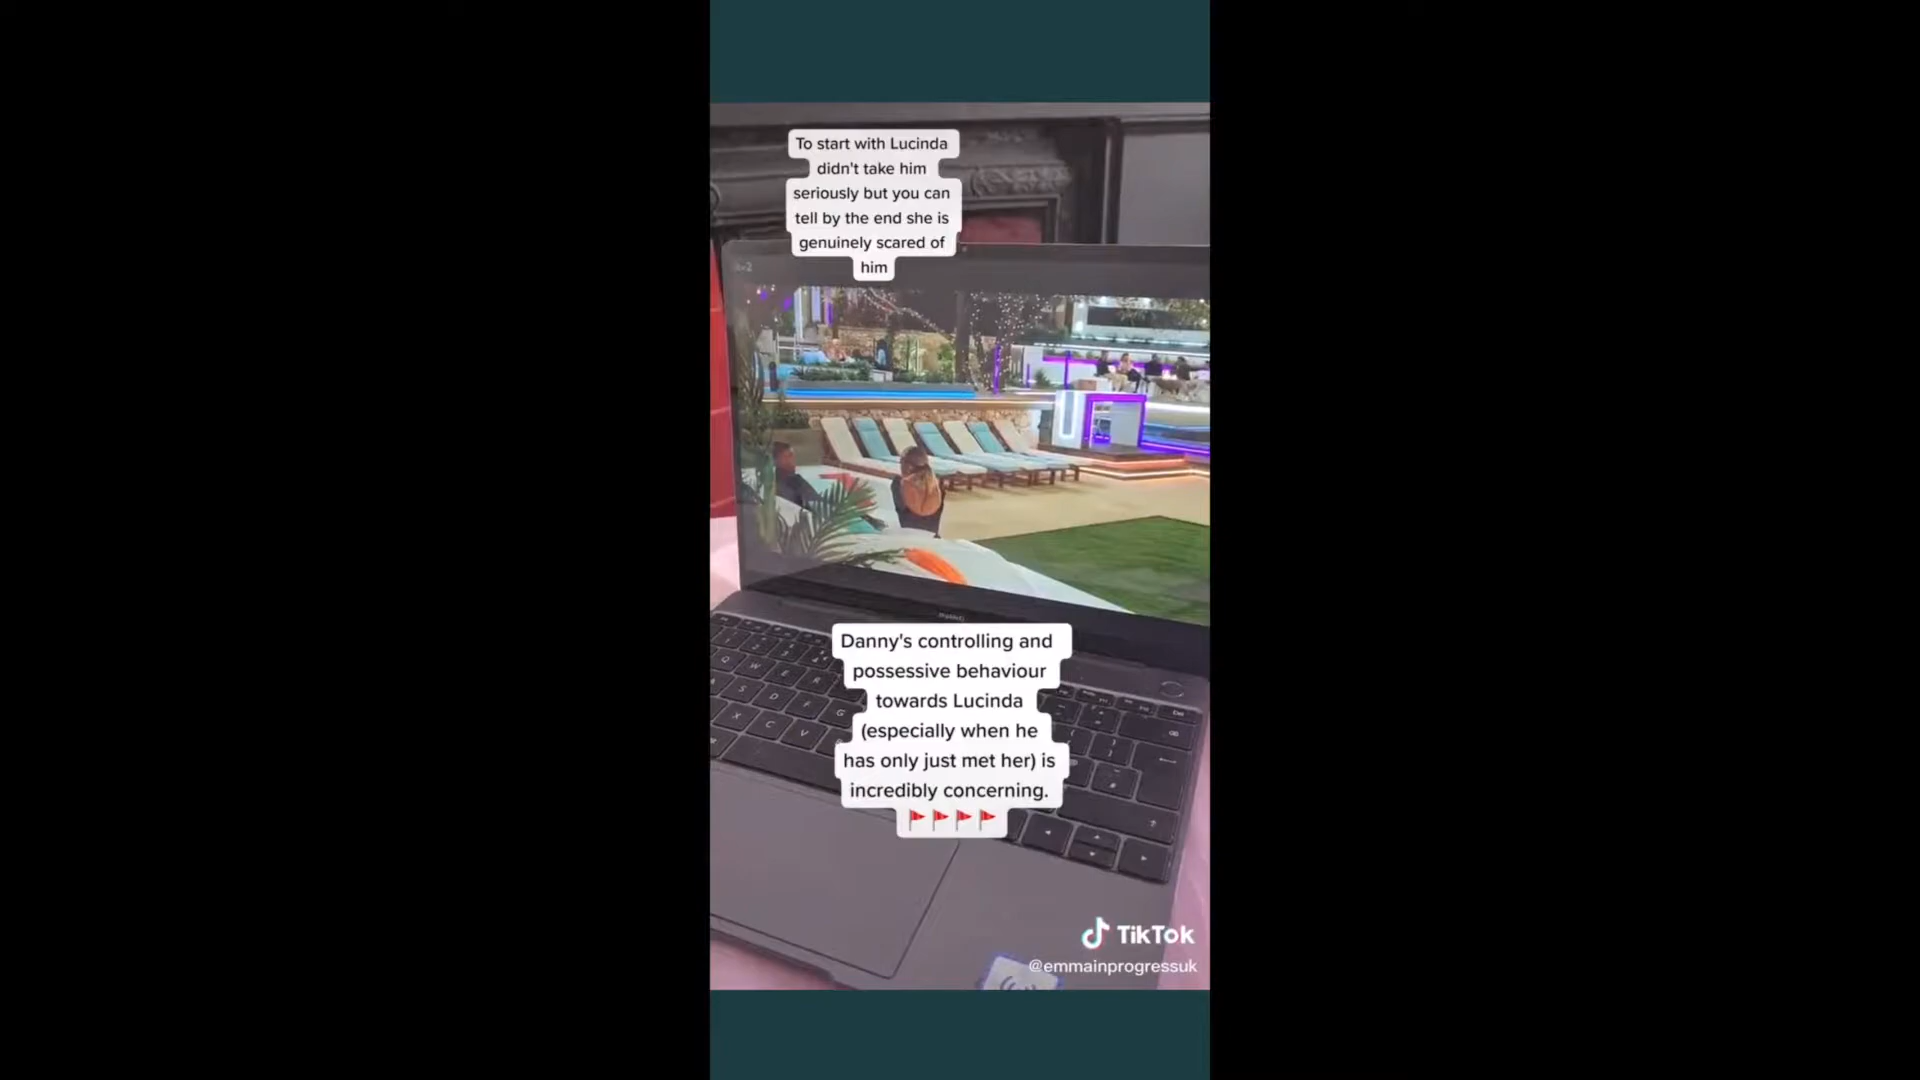 To start with Lucinda
didn't take him
seriously but you can
tell by the end she is
genuinely scared of
him
Danny's controlling and
possessive behaviour
towards Lucinda
(especially when he
has only just met her) is
incredibly concerning.
🚩🚩🚩🚩
TikTok
@emmainprogressuk